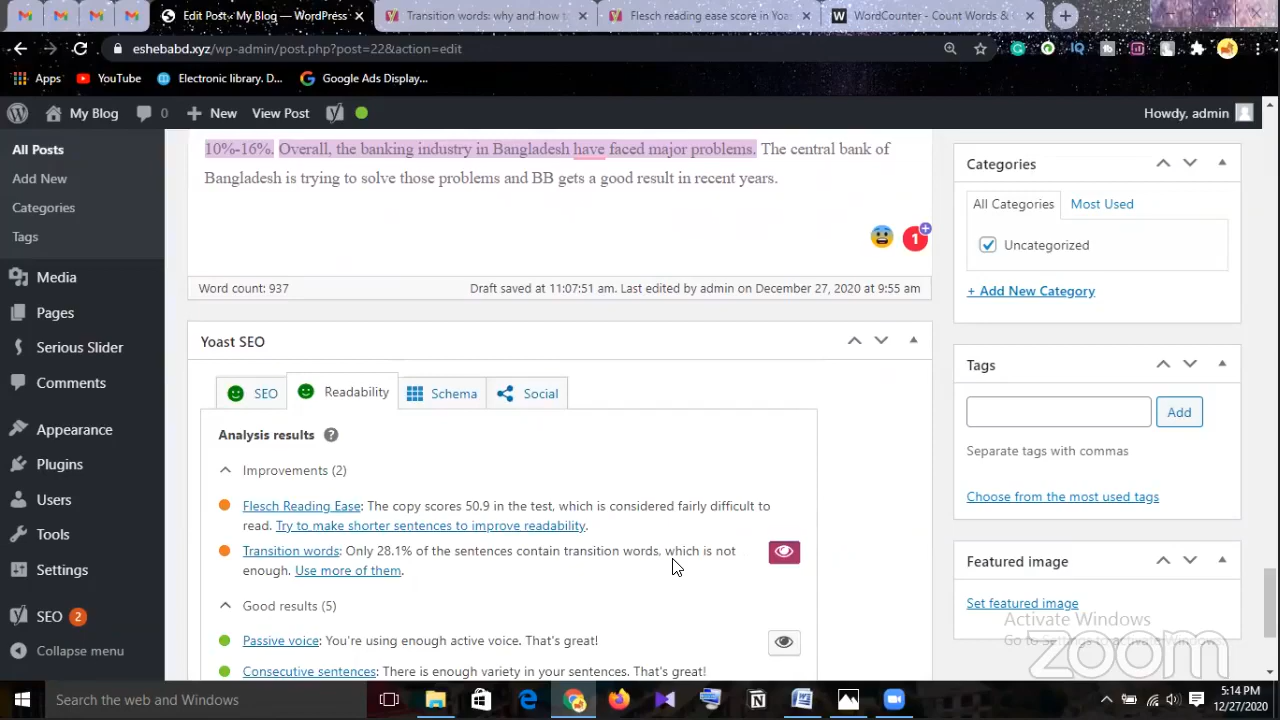 Edit Post ‹ My Blog — WordPress
Transition words: why and how to
Flesch reading ease score in Yoa
WordCounter - Count Words &
eshebabd.xyz/wp-admin/post.php?post=22&action=edit
Apps
YouTube
Electronic library. D...
Google Ads Display...
My Blog
0
New
View Post
Howdy, admin
All Posts
Add New
Categories
Tags
Media
Pages
Serious Slider
Comments
Appearance
Plugins
Users
Tools
Settings
SEO 2
Collapse menu
10%-16%. Overall, the banking industry in Bangladesh have faced major problems. The central bank of
Bangladesh is trying to solve those problems and BB gets a good result in recent years.
1
Word count: 937
Draft saved at 11:07:51 am. Last edited by admin on December 27, 2020 at 9:55 am
Yoast SEO
SEO
Readability
Schema
Social
Analysis results
Improvements (2)
Flesch Reading Ease: The copy scores 50.9 in the test, which is considered fairly difficult to
read. Try to make shorter sentences to improve readability.
Transition words: Only 28.1% of the sentences contain transition words, which is not
enough. Use more of them.
Good results (5)
Passive voice: You're using enough active voice. That's great!
Consecutive sentences: There is enough variety in your sentences. That's great!
Categories
All Categories
Most Used
Uncategorized
+ Add New Category
Tags
Add
Separate tags with commas
Choose from the most used tags
Featured image
Set featured image
Activate Windows
zoom
Search the web and Windows
5:14 PM
12/27/2020